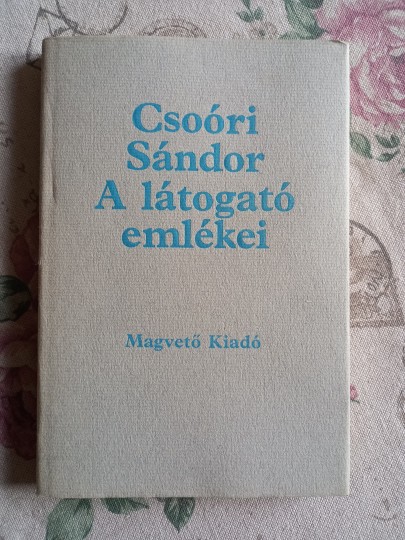 Csoóri
Sándor
A látogató
emlékei
Magvető Kiadó